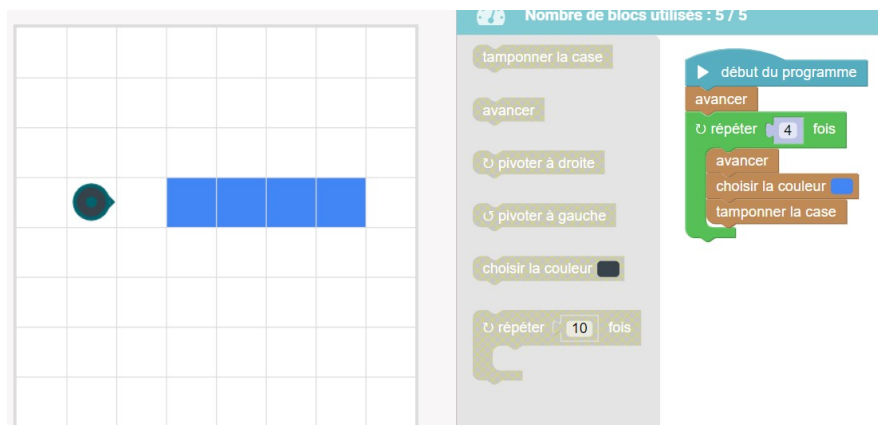 Nombre de blocs utilisés : 5 / 5
tamponner la case
avancer
pivoter à droite
pivoter à gauche
choisir la couleur
répéter 10 fois
début du programme
avancer
répéter 4 fois
avancer
choisir la couleur
tamponner la case